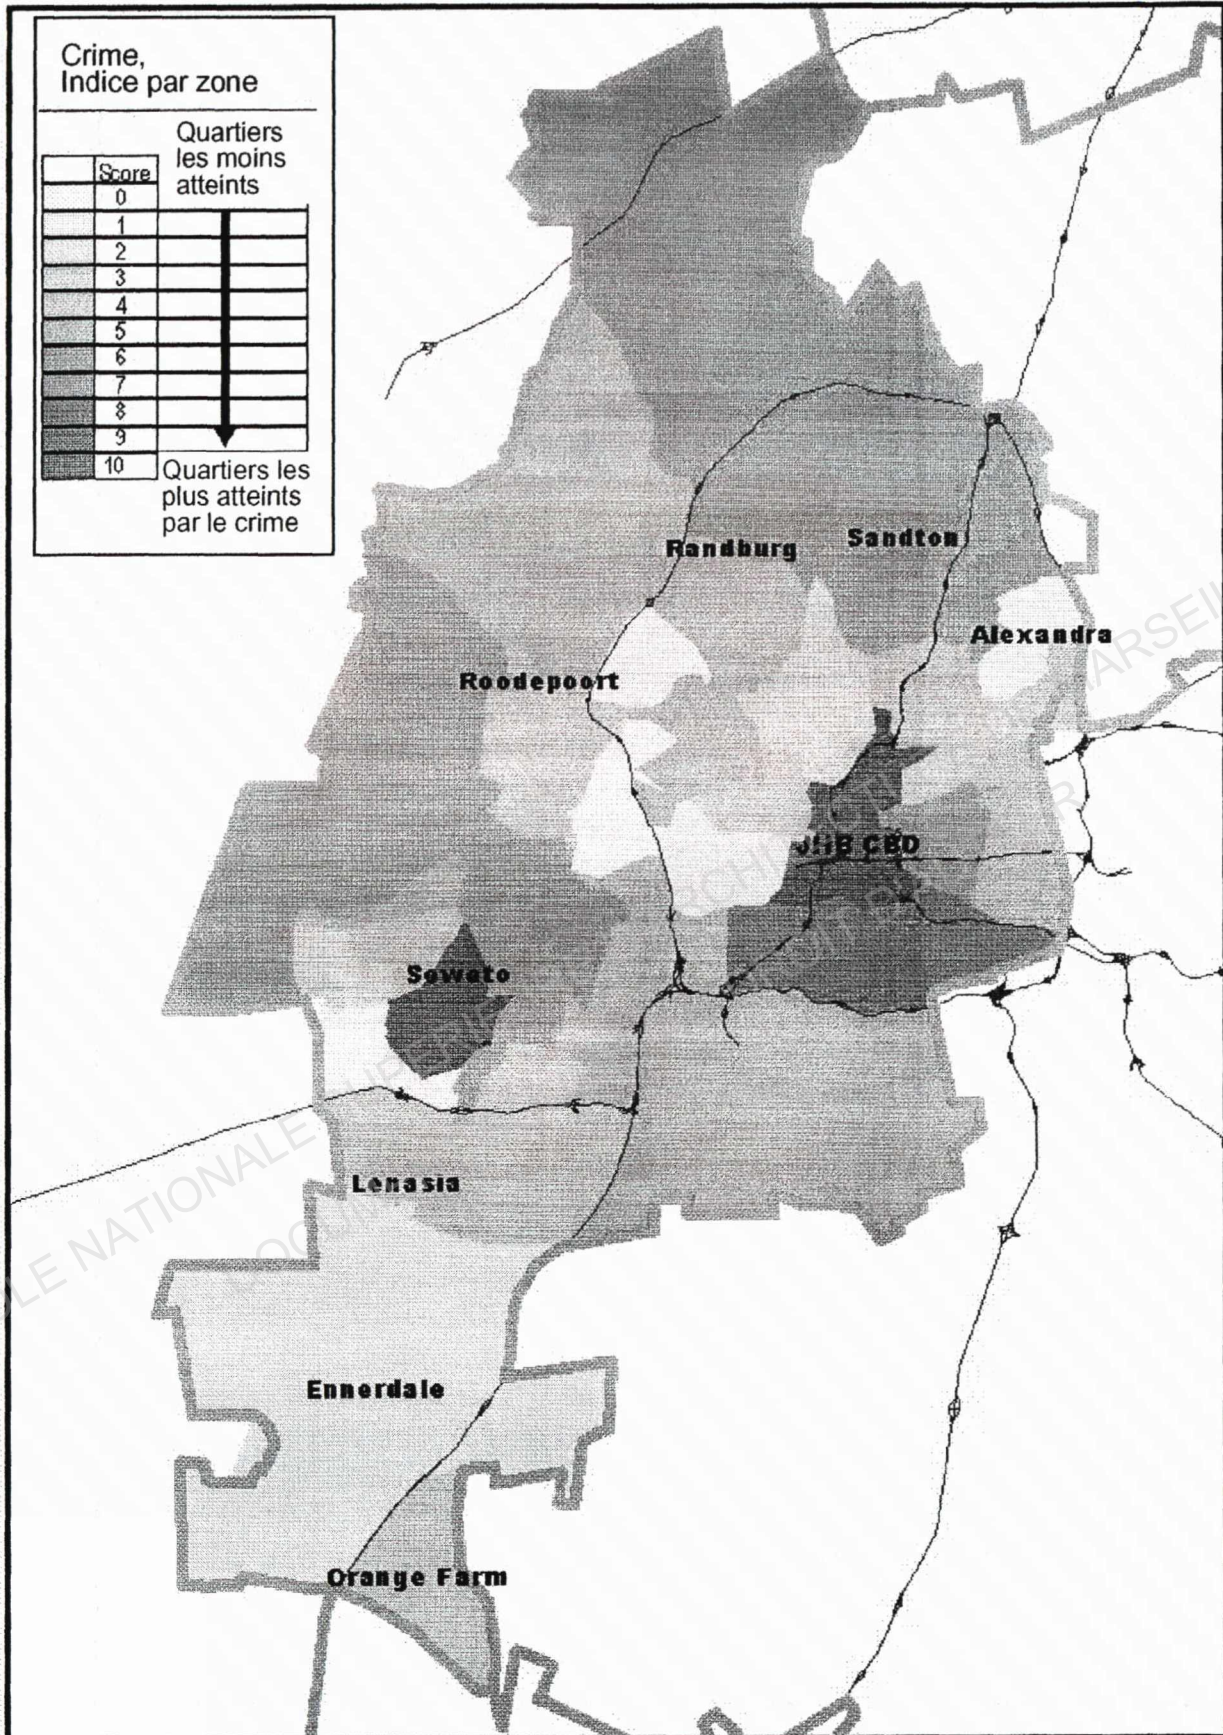 Crime,
Indice par zone
Quartiers
les moins
atteints
Score
0
1
2
3
4
5
6
7
8
9
10
Quartiers les
plus atteints
par le crime
Randburg
Sandton
Alexandra
Roodepoort
JHB CBD
Soweto
Lenasia
Ennerdale
Orange Farm